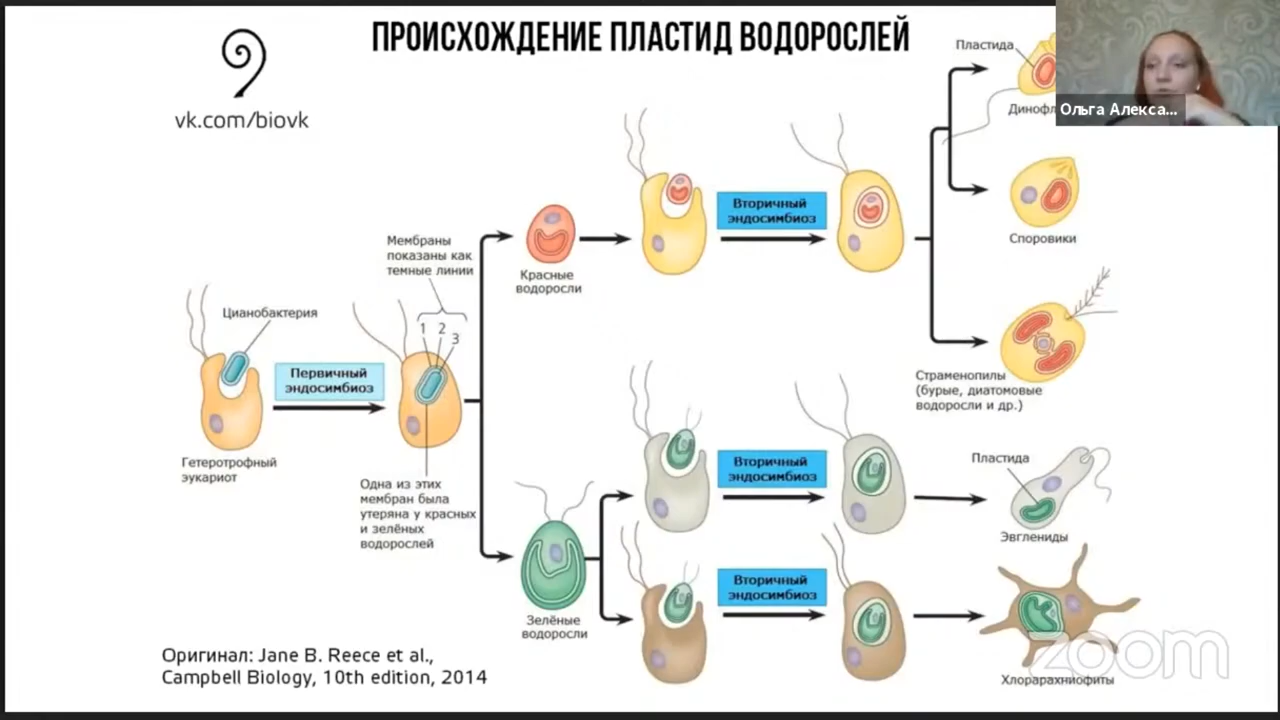 ПРОИСХОЖДЕНИЕ ПЛАСТИД ВОДОРОСЛЕЙ
vk.com/biovk
Пластида
Ольга Алекса...
Вторичный
эндосимбиоз
Споровики
Мембраны
показаны как
темные линии
Красные
водоросли
Цианобактерия
1 2 3
Первичный
эндосимбиоз
Страменопилы
(бурые, диатомовые
водоросли и др.)
Гетеротрофный
эукариот
Одна из этих
мембран была
утеряна у красных
и зелёных
водорослей
Вторичный
эндосимбиоз
Пластида
Эвглениды
Вторичный
эндосимбиоз
Зелёные
водоросли
Хлорарахниофиты
zoom
Оригинал: Jane B. Reece et al.,
Campbell Biology, 10th edition, 2014